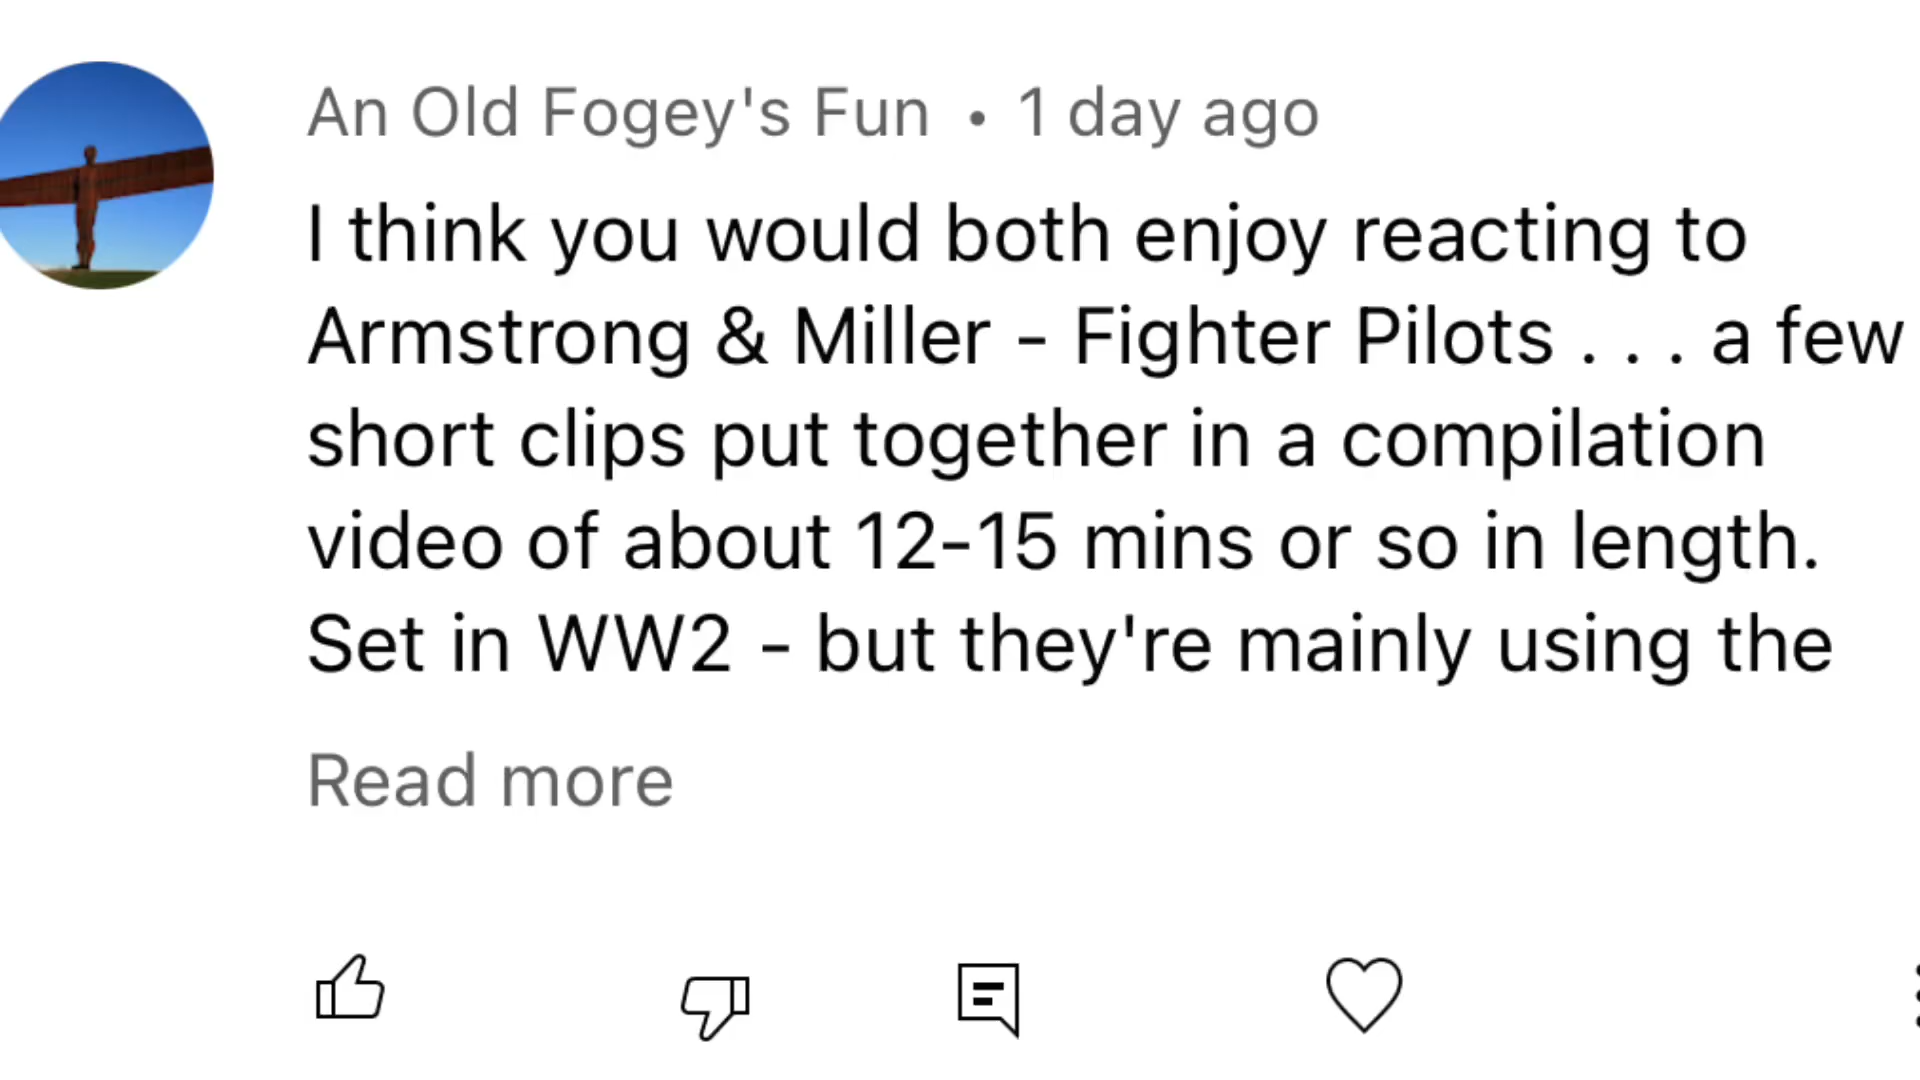 An Old Fogey's Fun • 1 day ago
I think you would both enjoy reacting to
Armstrong & Miller - Fighter Pilots . . . a few
short clips put together in a compilation
video of about 12-15 mins or so in length.
Set in WW2 - but they're mainly using the
Read more